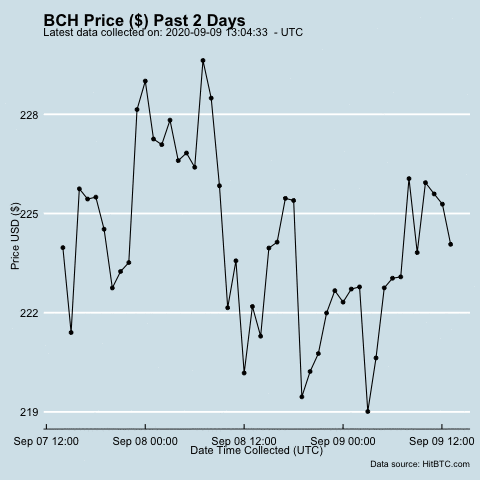 BCH Price ($) Past 2 Days
Latest data collected on: 2020-09-09 13:04:33 - UTC
228
225
222
219
Price USD ($)
Sep 07 12:00 Sep 08 00:00 Sep 08 12:00 Sep 09 00:00 Sep 09 12:00
Date Time Collected (UTC)
Data source: HitBTC.com